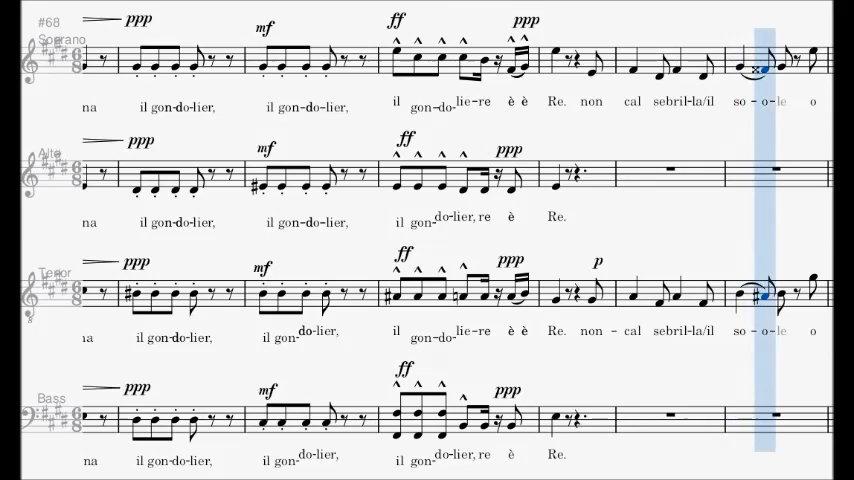 #68
Soprano
ppp mf ff ppp
na il gon-do-lier, il gon-do-lier, il gon-do-lie-re è è Re. non cal sebril-la/il so-o-le o
Alto
ppp mf ff ppp
na il gon-do-lier, il gon-do-lier, il gon-do-lier, re è Re.
Tenor
ppp mf ff ppp p
na il gon-do-lier, il gon-do-lier, il gon-do-lie-re è è Re. non-cal sebril-la/il so-o-le o
8
Bass
ppp mf ff ppp
na il gon-do-lier, il gon-do-lier, il gon-do-lier, re è Re.